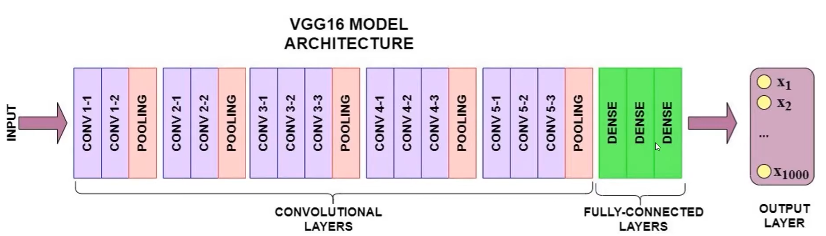 VGG16 MODEL
ARCHITECTURE
INPUT
CONV 1-1
CONV 1-2
POOLING
CONV 2-1
CONV 2-2
POOLING
CONV 3-1
CONV 3-2
CONV 3-3
POOLING
CONV 4-1
CONV 4-2
CONV 4-3
POOLING
CONV 5-1
CONV 5-2
CONV 5-3
POOLING
DENSE
DENSE
DENSE
x1
x2
...
x1000
CONVOLUTIONAL
LAYERS
FULLY-CONNECTED
LAYERS
OUTPUT
LAYER